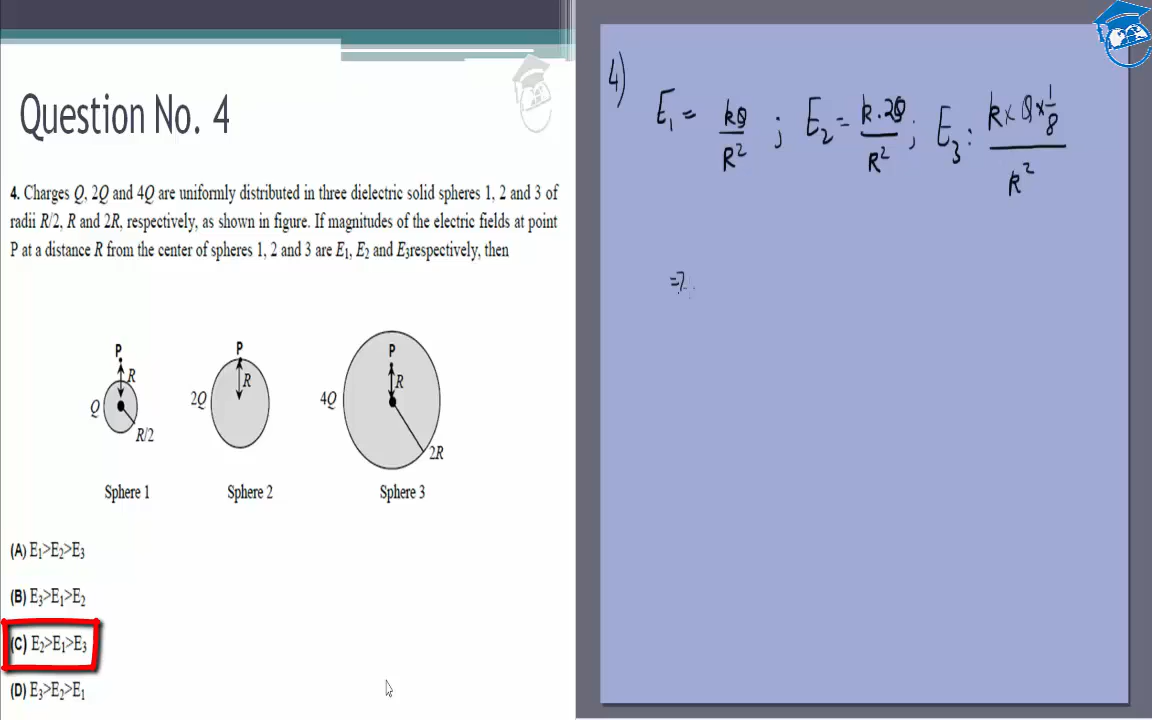 Question No. 4
4. Charges Q, 2Q and 4Q are uniformly distributed in three dielectric solid spheres 1, 2 and 3 of
radii R/2, R and 2R, respectively, as shown in figure. If magnitudes of the electric fields at point
P at a distance R from the center of spheres 1, 2 and 3 are E₁, E₂ and E₃respectively, then
P
R
Q
R/2
Sphere 1
P
R
2Q
Sphere 2
P
R
4Q
2R
Sphere 3
(A) E₁>E₂>E₃
(B) E₃>E₁>E₂
(C) E₂>E₁>E₃
(D) E₃>E₂>E₁
4)
E₁ = kQ/R² ; E₂ = k.2Q/R² ; E₃: k×Q×1/8/R²
⇒